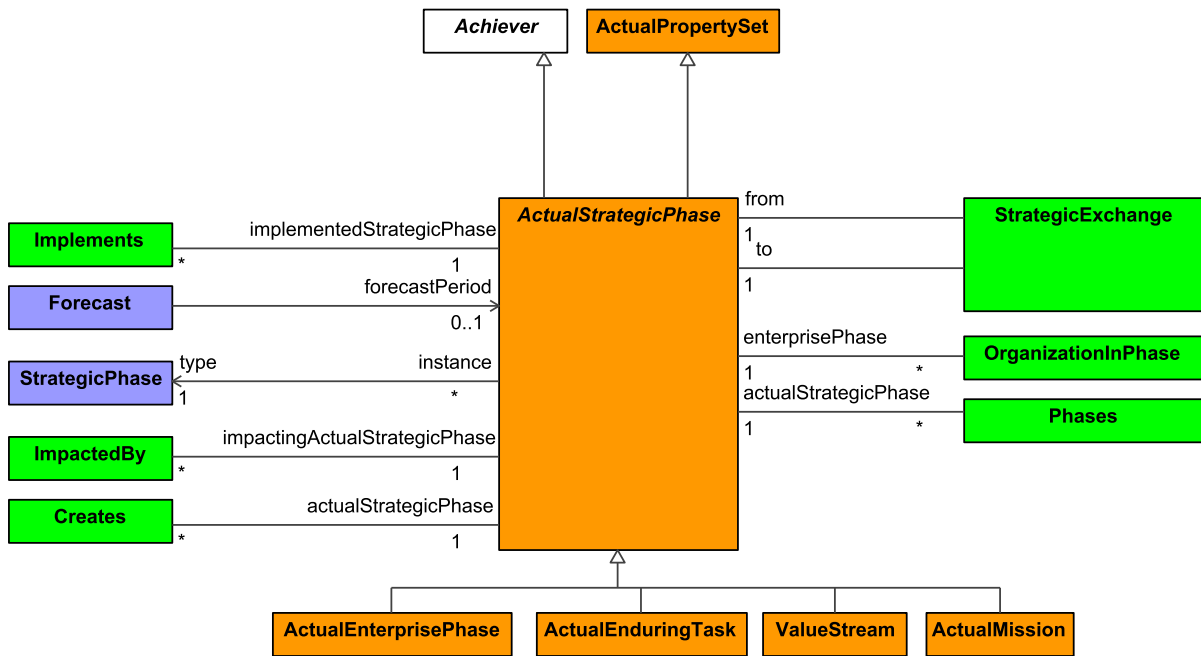 Achiever
ActualPropertySet
ActualStrategicPhase
from
1
StrategicExchange
to
1
Implements
implementedStrategicPhase
*
1
Forecast
forecastPeriod
0..1
enterprisePhase
1
*
OrganizationInPhase
StrategicPhase
type
1
instance
*
actualStrategicPhase
1
*
Phases
ImpactedBy
impactingActualStrategicPhase
*
1
Creates
actualStrategicPhase
*
1
ActualEnterprisePhase
ActualEnduringTask
ValueStream
ActualMission